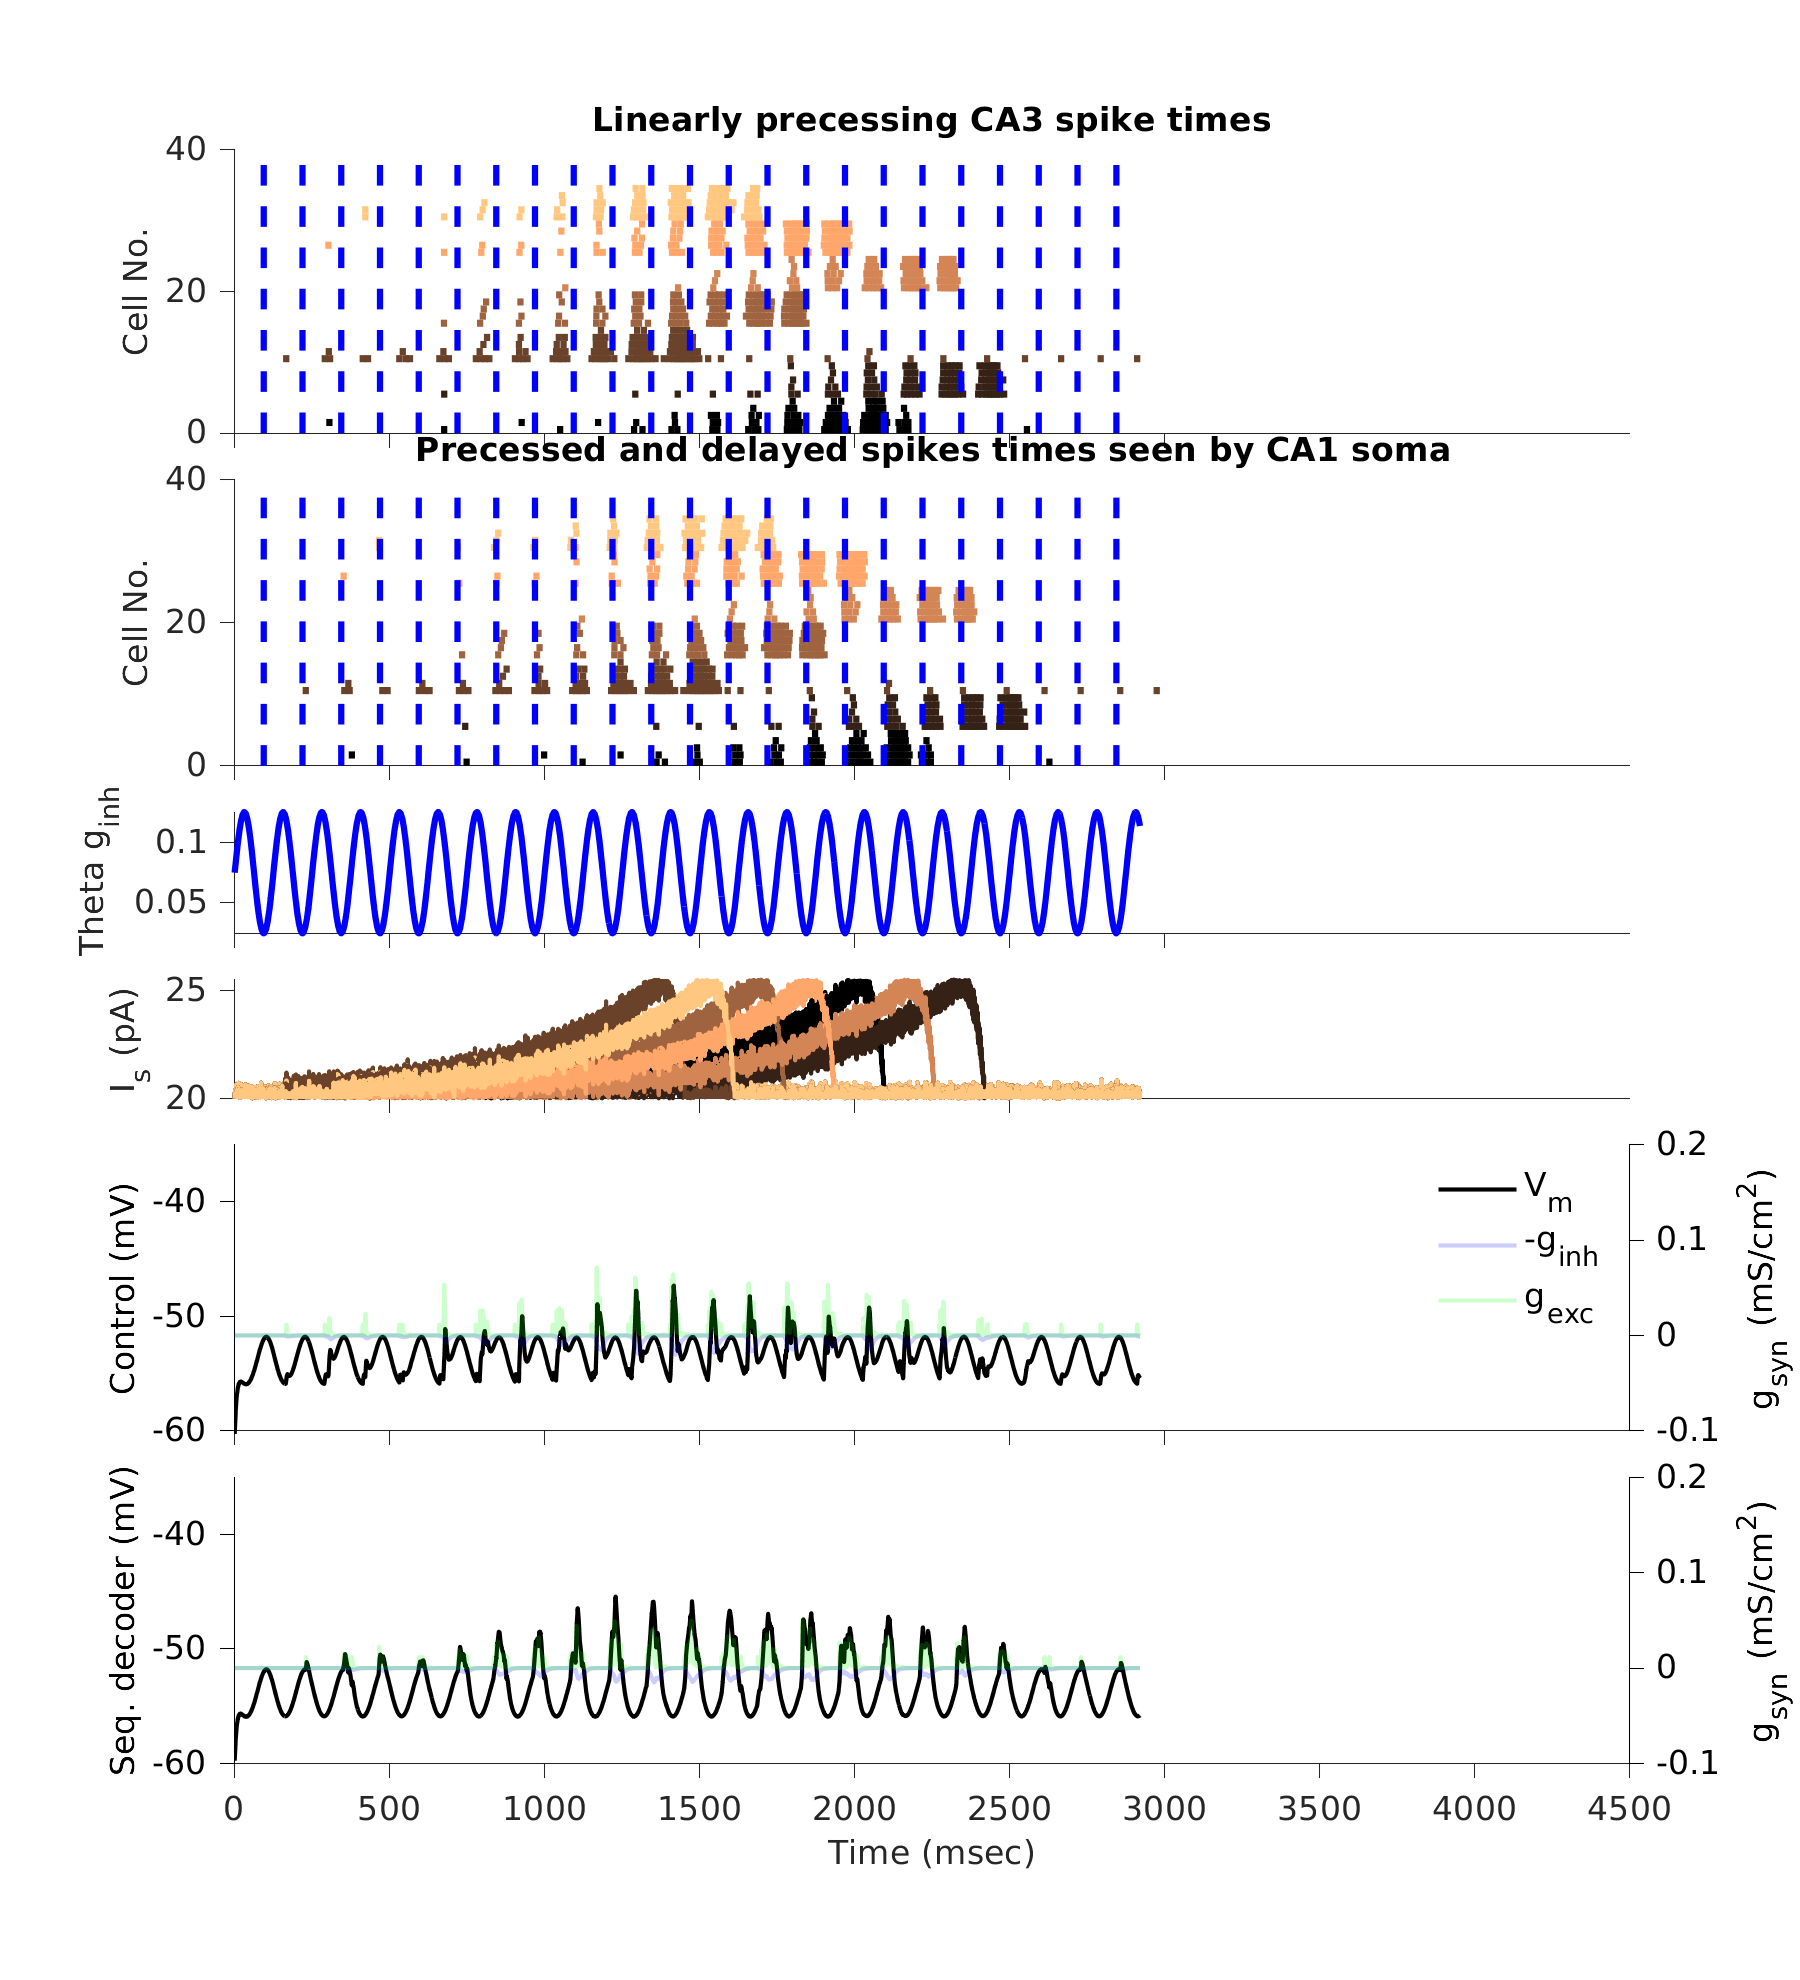 Linearly precessing CA3 spike times
40
20
0
Cell No.
Precessed and delayed spikes times seen by CA1 soma
40
20
0
Cell No.
0.1
0.05
Theta g_inh
25
20
I_s (pA)
-40
-50
-60
Control (mV)
V_m
-g_inh
g_exc
0.2
0.1
0
-0.1
g_syn (mS/cm^2)
-40
-50
-60
Seq. decoder (mV)
0.2
0.1
0
-0.1
g_syn (mS/cm^2)
0 500 1000 1500 2000 2500 3000 3500 4000 4500
Time (msec)